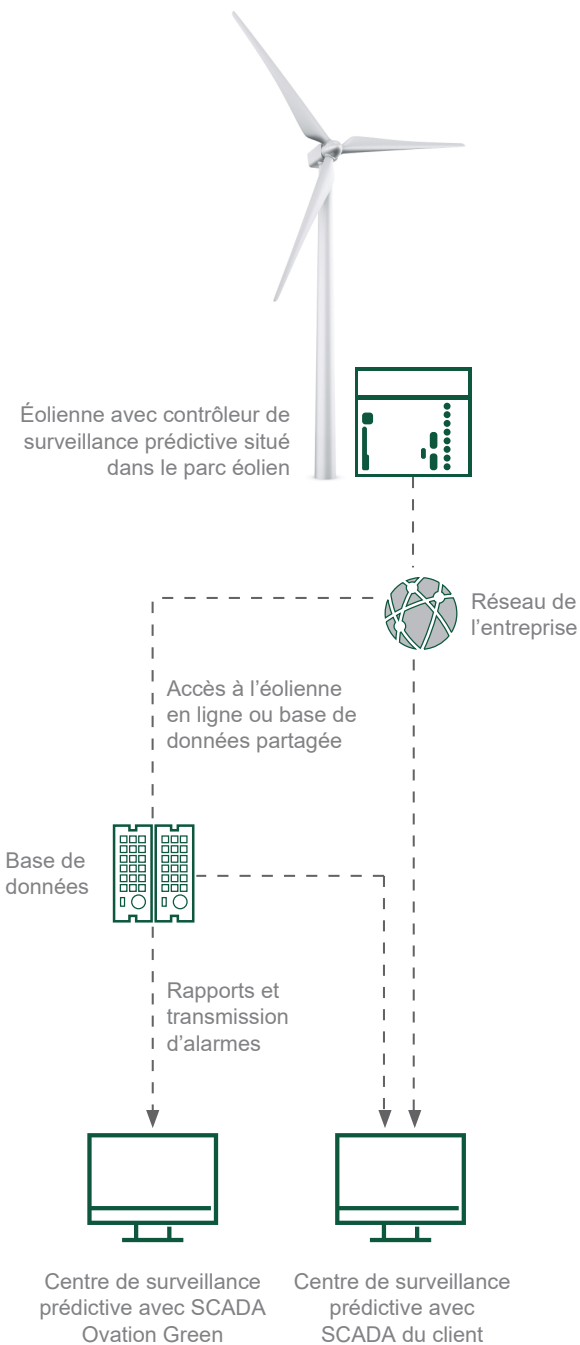 Éolienne avec contrôleur de
surveillance prédictive situé
dans le parc éolien
Réseau de
l’entreprise
Accès à l’éolienne
en ligne ou base de
données partagée
Base de
données
Rapports et
transmission
d’alarmes
Centre de surveillance
prédictive avec SCADA
Ovation Green
Centre de surveillance
prédictive avec
SCADA du client